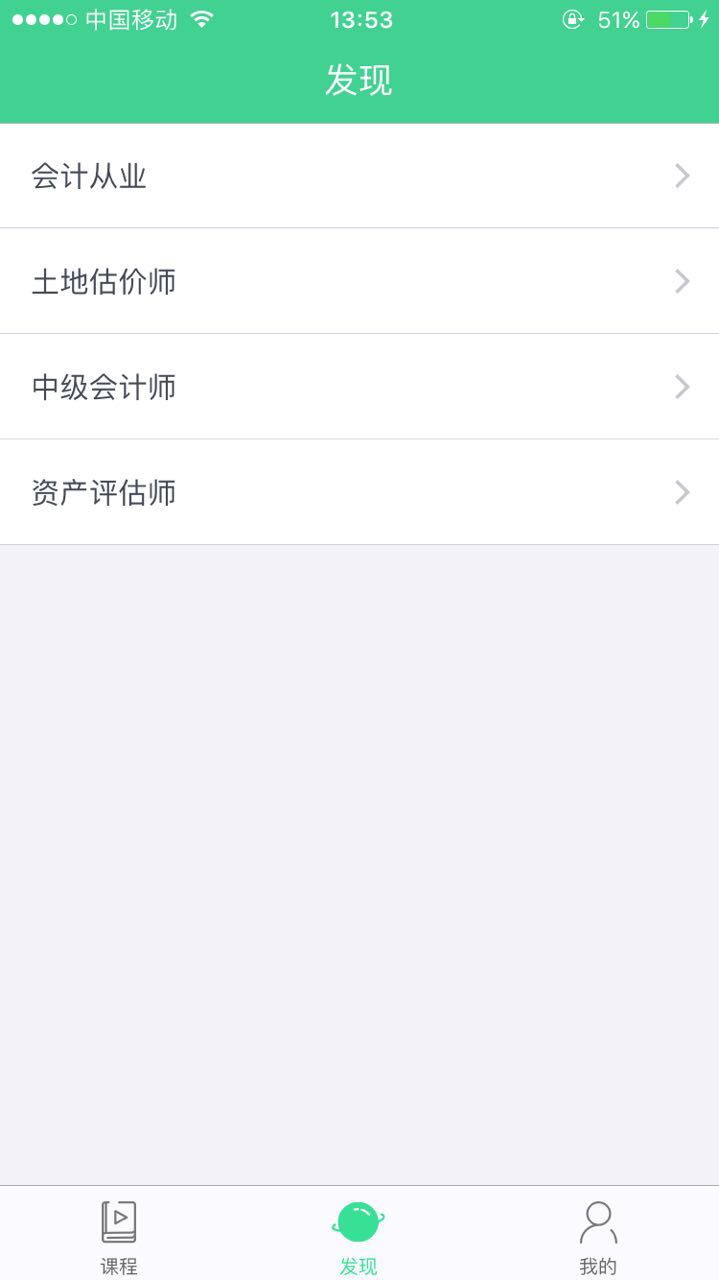 中国移动 13:53 51%
发现
会计从业
土地估价师
中级会计师
资产评估师
课程 发现 我的